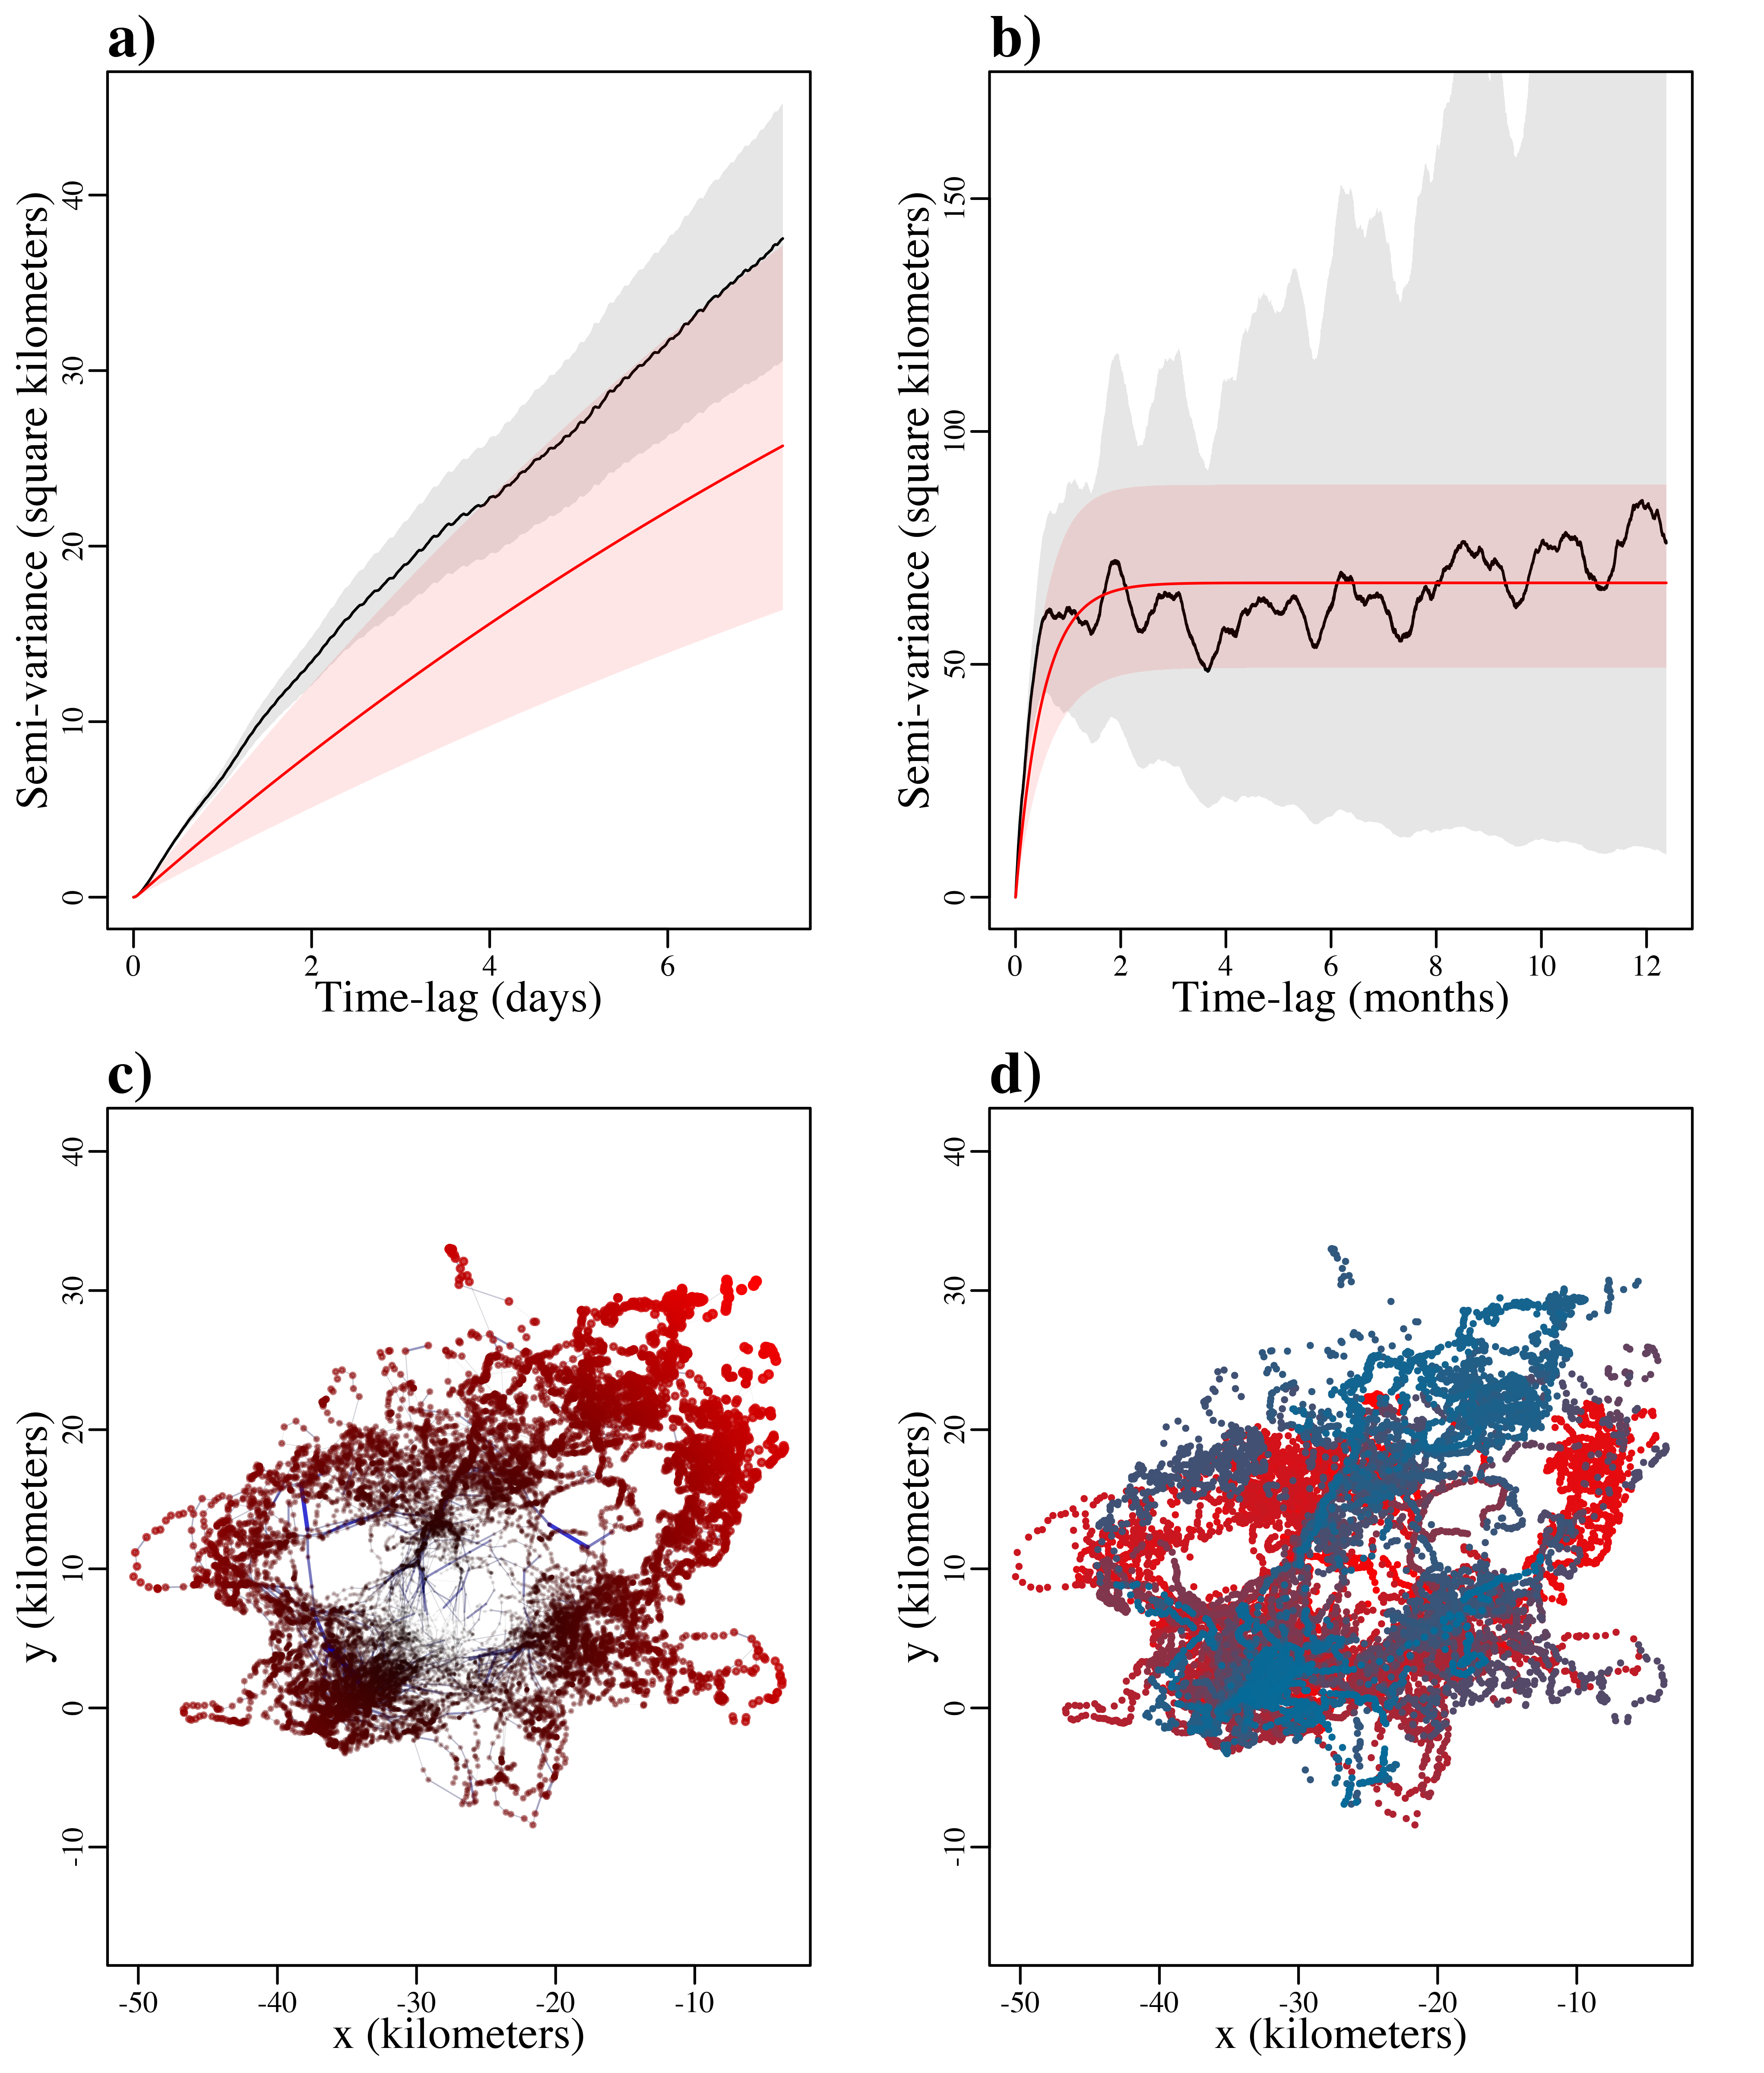 a)
Semi-variance (square kilometers)
40
30
20
10
0
0 2 4 6
Time-lag (days)
b)
Semi-variance (square kilometers)
150
100
50
0
0 2 4 6 8 10 12
Time-lag (months)
c)
y (kilometers)
40
30
20
10
0
-10
-50 -40 -30 -20 -10
x (kilometers)
d)
y (kilometers)
40
30
20
10
0
-10
-50 -40 -30 -20 -10
x (kilometers)